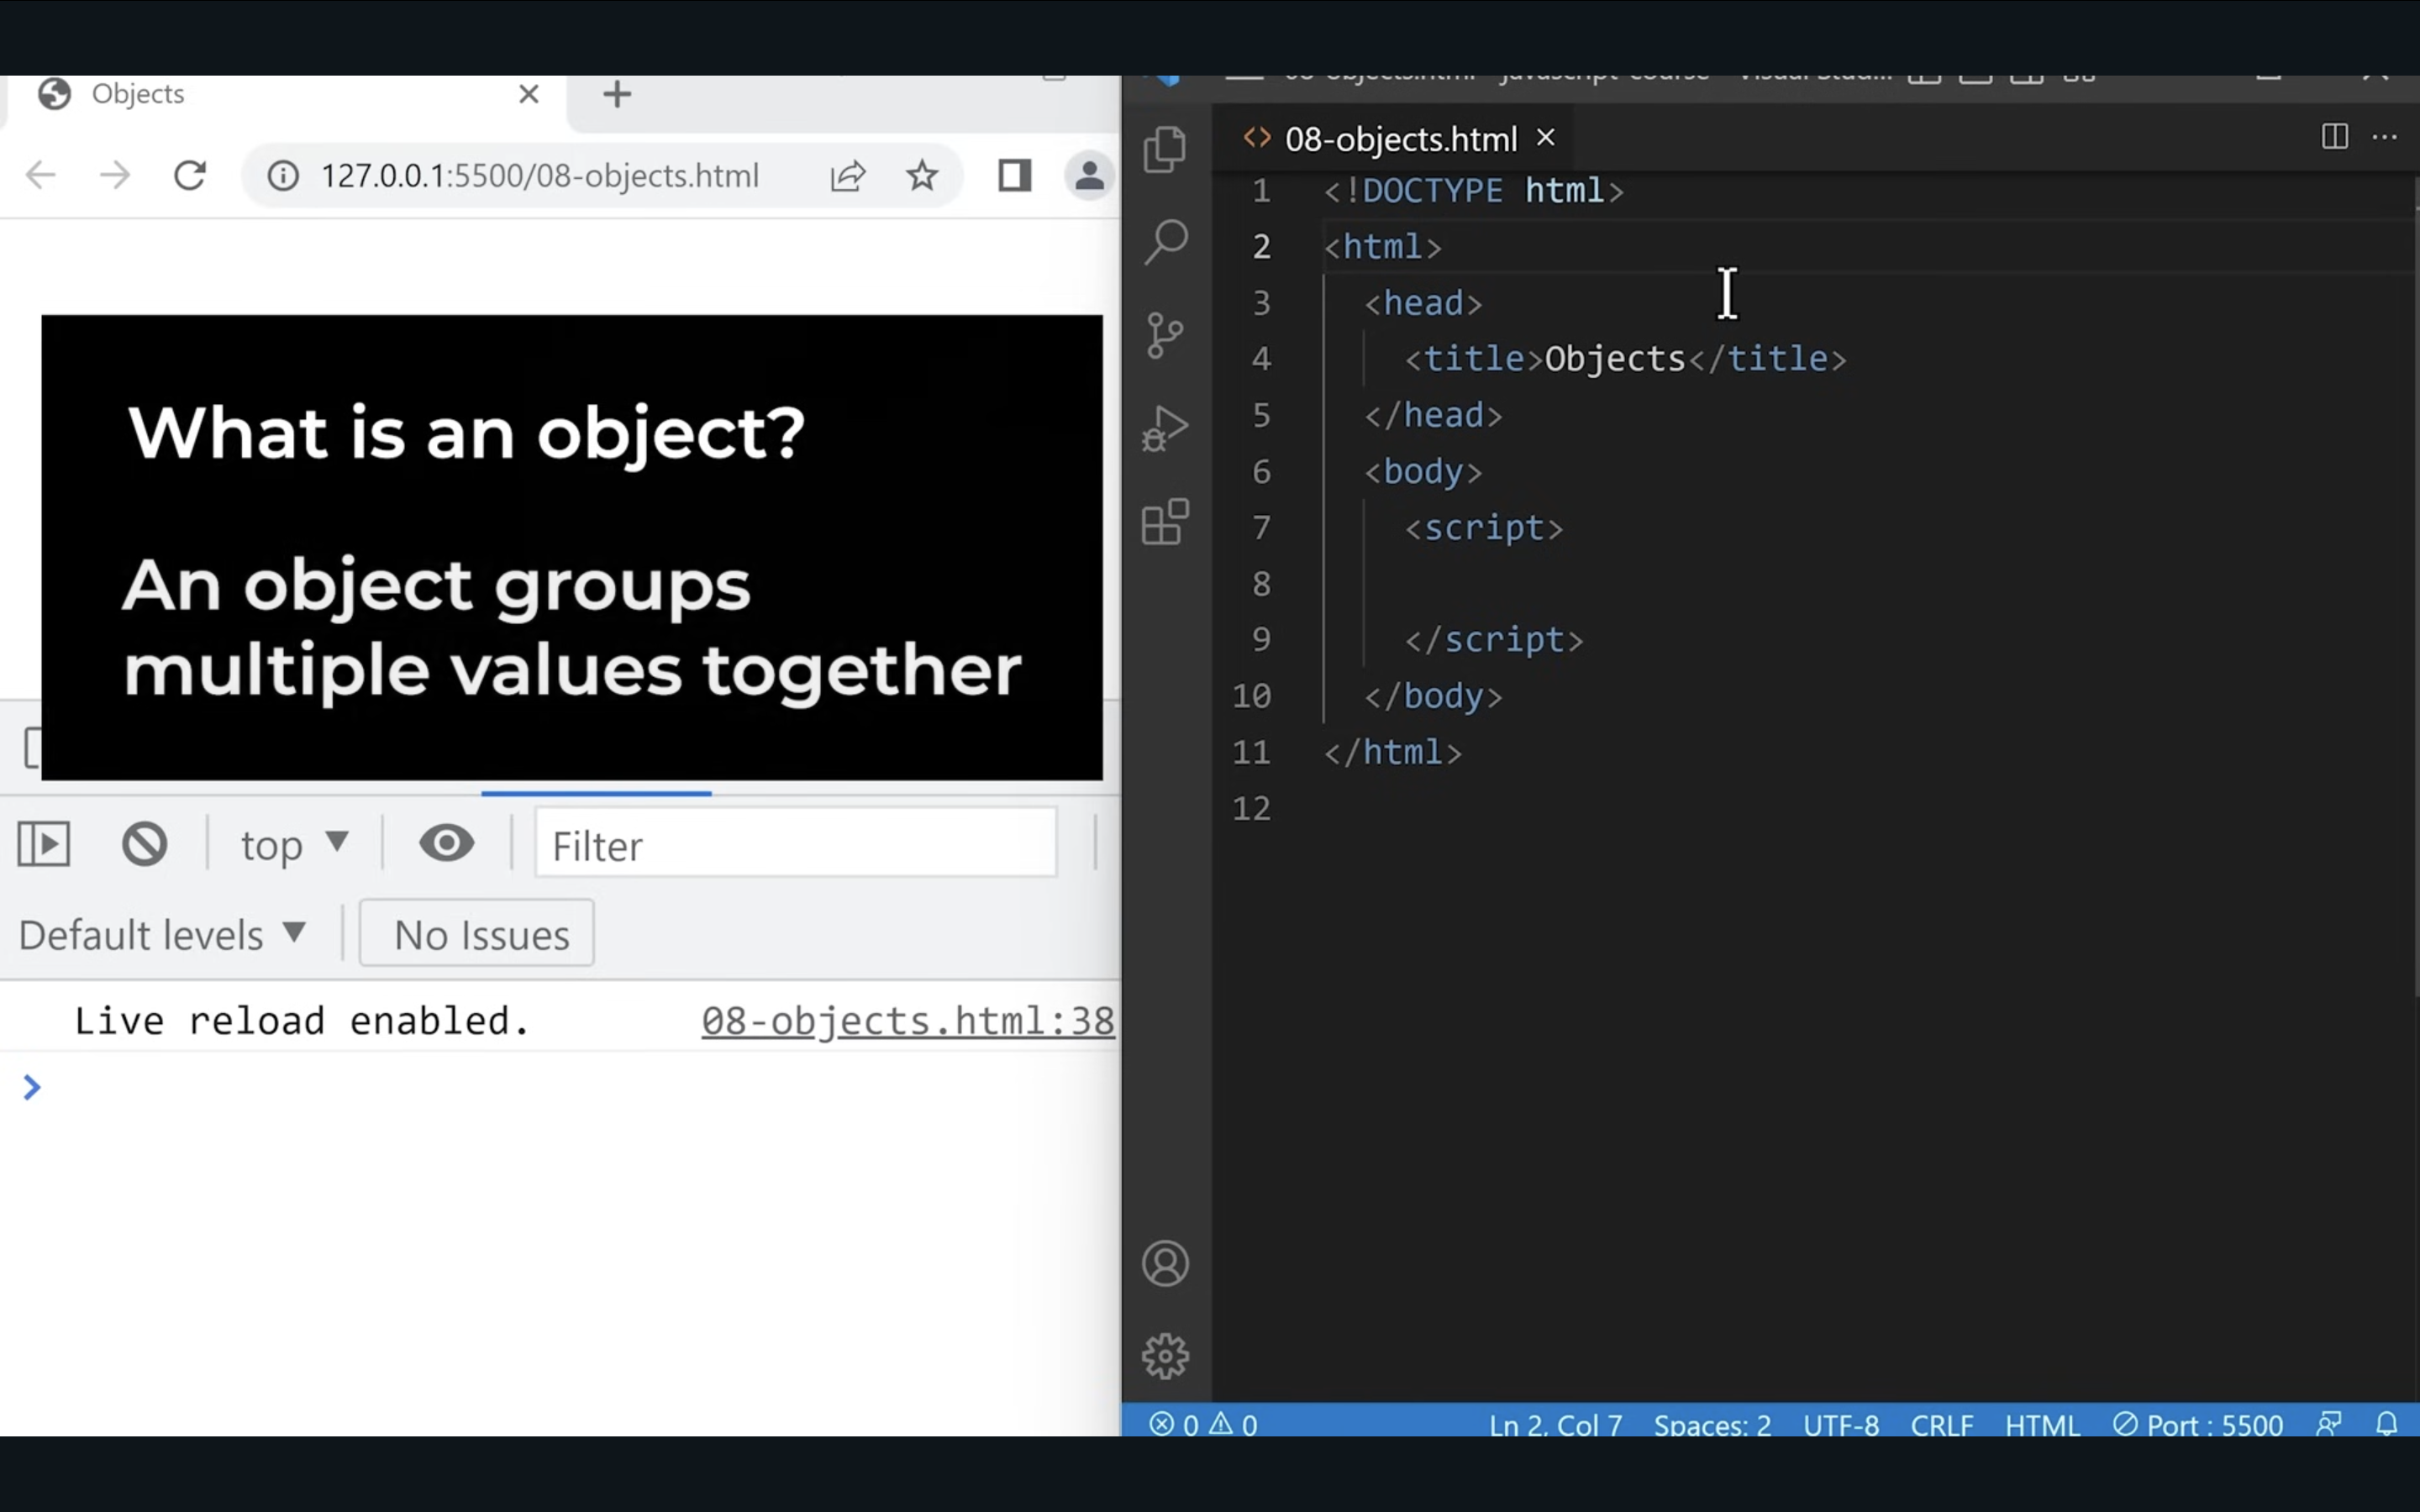 Objects
127.0.0.1:5500/08-objects.html
What is an object?
An object groups
multiple values together
top
Filter
Default levels
No Issues
Live reload enabled.
08-objects.html:38
08-objects.html
1 <!DOCTYPE html>
2 <html>
3 <head>
4 <title>Objects</title>
5 </head>
6 <body>
7 <script>
8
9 </script>
10 </body>
11 </html>
12
0 0
Ln 2, Col 7
Spaces: 2
UTF-8
CRLF
HTML
Port : 5500